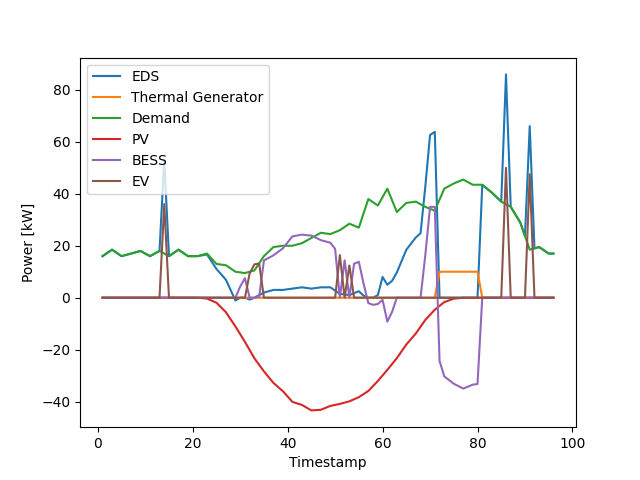 EDS
Thermal Generator
Demand
PV
BESS
EV
Power [kW]
80
60
40
20
0
−20
−40
0 20 40 60 80 100
Timestamp